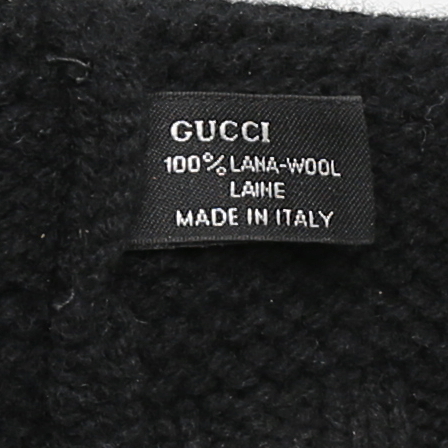 GUCCI
100% LANA-WOOL
LAINE
MADE IN ITALY